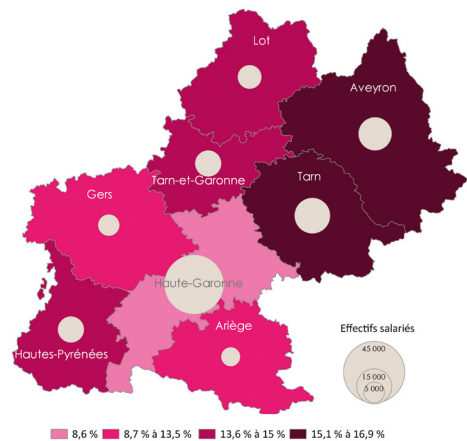 Lot
Aveyron
Tarn-et-Garonne
Tarn
Gers
Haute-Garonne
Ariège
Hautes-Pyrénées
Effectifs salariés
45 000
15 000
5 000
8,6 %
8,7 % à 13,5 %
13,6 % à 15 %
15,1 % à 16,9 %